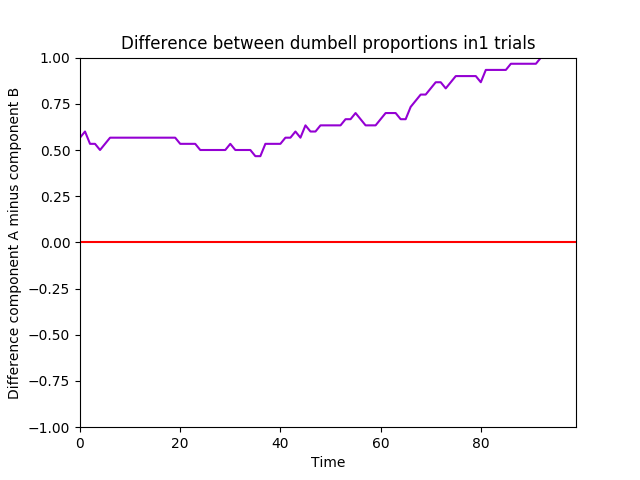 Difference between dumbell proportions in1 trials
Difference component A minus component B
1.00
0.75
0.50
0.25
0.00
−0.25
−0.50
−0.75
−1.00
0 20 40 60 80
Time